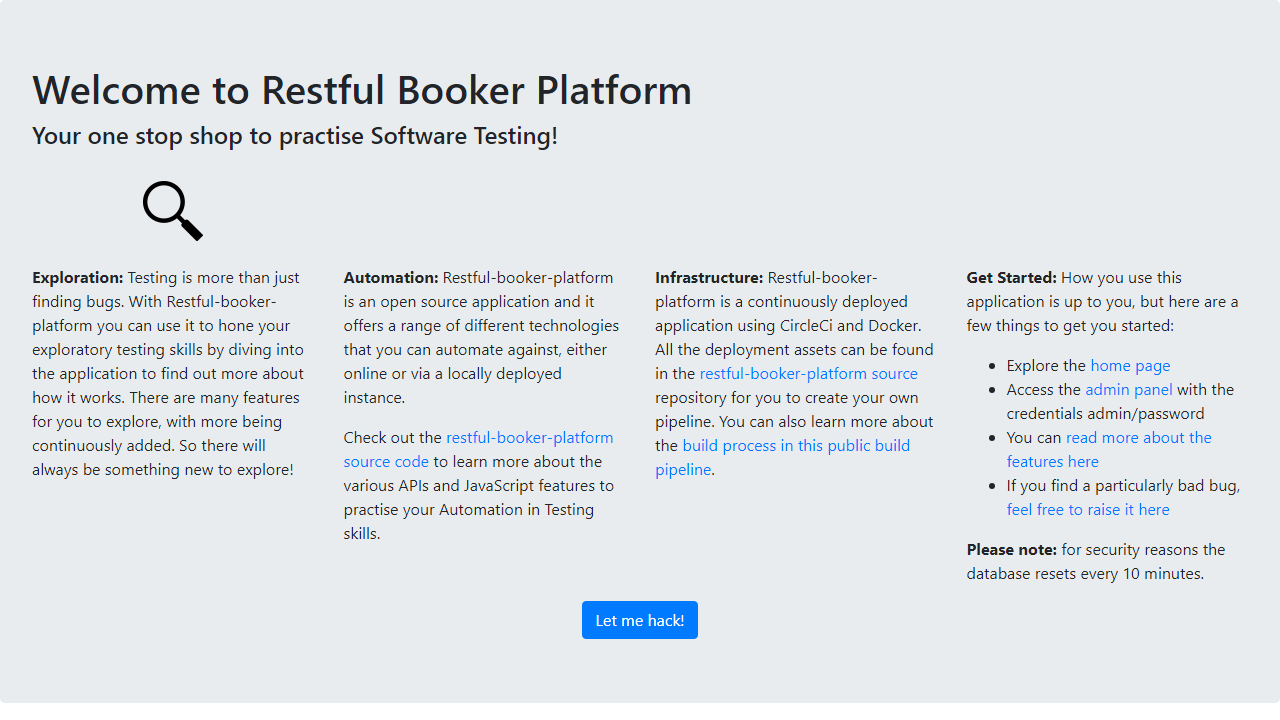 Welcome to Restful Booker Platform
Your one stop shop to practise Software Testing!
Exploration: Testing is more than just
finding bugs. With Restful-booker-
platform you can use it to hone your
exploratory testing skills by diving into
the application to find out more about
how it works. There are many features
for you to explore, with more being
continuously added. So there will
always be something new to explore!
Automation: Restful-booker-platform
is an open source application and it
offers a range of different technologies
that you can automate against, either
online or via a locally deployed
instance.
Check out the restful-booker-platform
source code to learn more about the
various APIs and JavaScript features to
practise your Automation in Testing
skills.
Infrastructure: Restful-booker-
platform is a continuously deployed
application using CircleCi and Docker.
All the deployment assets can be found
in the restful-booker-platform source
repository for you to create your own
pipeline. You can also learn more about
the build process in this public build
pipeline.
Get Started: How you use this
application is up to you, but here are a
few things to get you started:
• Explore the home page
• Access the admin panel with the
credentials admin/password
• You can read more about the
features here
• If you find a particularly bad bug,
feel free to raise it here
Please note: for security reasons the
database resets every 10 minutes.
Let me hack!